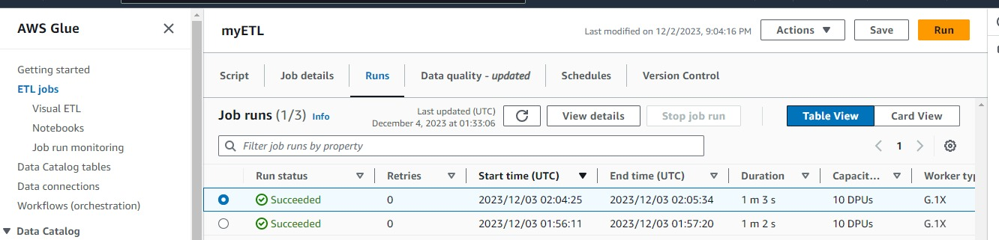 AWS Glue
Getting started
ETL jobs
Visual ETL
Notebooks
Job run monitoring
Data Catalog tables
Data connections
Workflows (orchestration)
Data Catalog
myETL
Last modified on 12/2/2023, 9:04:16 PM
Actions
Save
Run
Script
Job details
Runs
Data quality - updated
Schedules
Version Control
Job runs (1/3) Info
Last updated (UTC)
December 4, 2023 at 01:33:06
View details
Stop job run
Table View
Card View
Filter job runs by property
1
Run status Retries Start time (UTC) End time (UTC) Duration Capacit... Worker typ
Succeeded 0 2023/12/03 02:04:25 2023/12/03 02:05:34 1 m 3 s 10 DPUs G.1X
Succeeded 0 2023/12/03 01:56:11 2023/12/03 01:57:20 1 m 2 s 10 DPUs G.1X